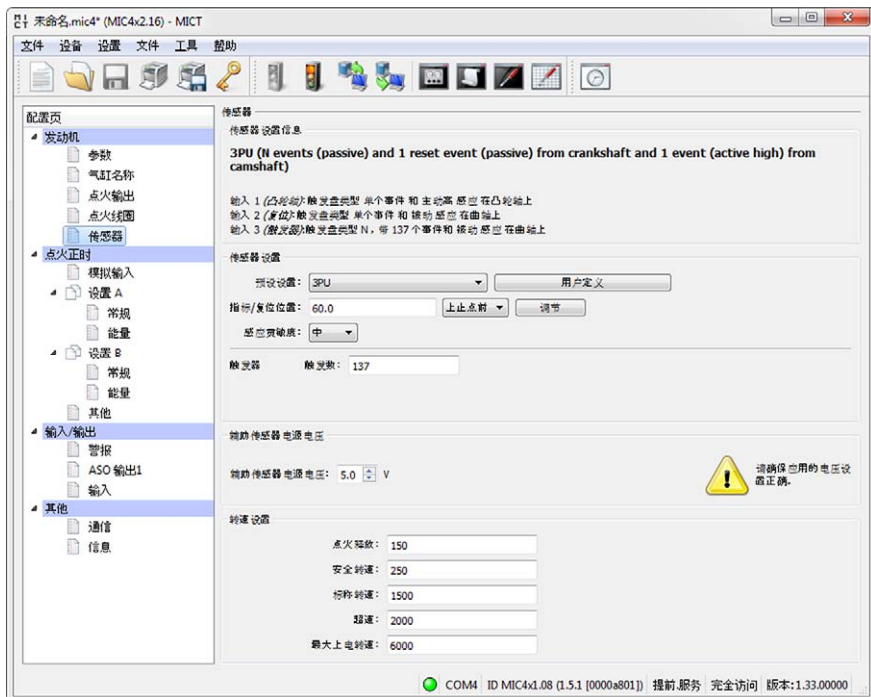 未命名.mic4* (MIC4x2.16) - MICT
文件 设备 设置 文件 工具 帮助
配置页
发动机
参数
气缸名称
点火输出
点火线圈
传感器
点火正时
模拟输入
设置 A
常规
能量
设置 B
常规
能量
其他
输入/输出
警报
ASO 输出1
输入
其他
通信
信息
传感器
传感器设置信息
3PU (N events (passive) and 1 reset event (passive) from crankshaft and 1 event (active high) from
camshaft)
输入 1 (凸轮轴):触发盘类型 单个事件 和 主动高 感应 在凸轮轴上
输入 2 (复位):触发盘类型 单个事件 和 被动 感应 在曲轴上
输入 3 (触发器):触发盘类型 N，带 137 个事件和 被动 感应 在曲轴上
传感器设置
预设设置: 3PU 用户定义
指标/复位位置: 60.0 上止点前 调节
感应灵敏度: 中
触发器 触发数: 137
辅助传感器电源电压
辅助传感器电源电压: 5.0 V
请确保应用的电压设
置正确。
转速设置
点火释放: 150
安全转速: 250
标称转速: 1500
超速: 2000
最大上电转速: 6000
COM4 ID MIC4x1.08 (1.5.1 [0000a801]) 提前.服务 完全访问 版本:1.33.00000